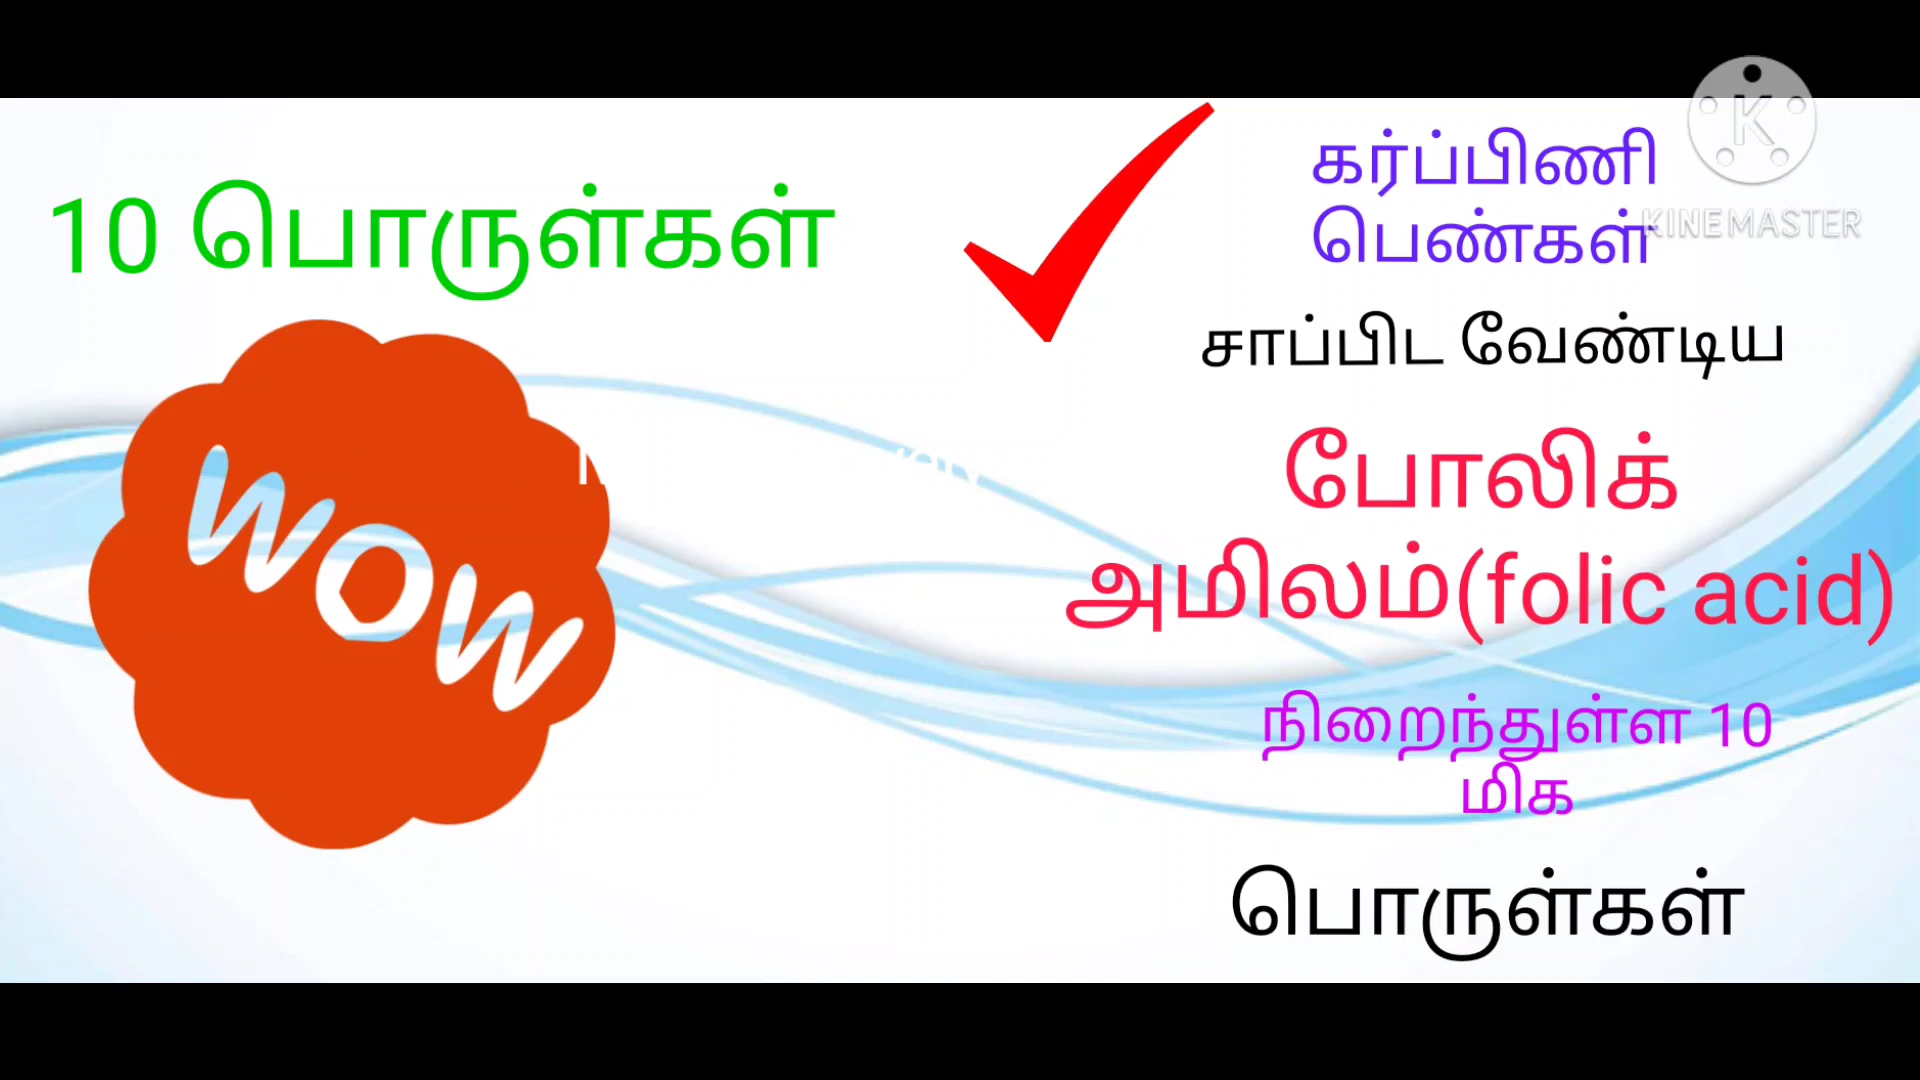 10 பொருள்கள்
WOW
கர்ப்பிணி
பெண்கள்
KINEMASTER
சாப்பிட வேண்டிய
போலிக்
அமிலம்(folic acid)
நிறைந்துள்ள 10
மிக
பொருள்கள்